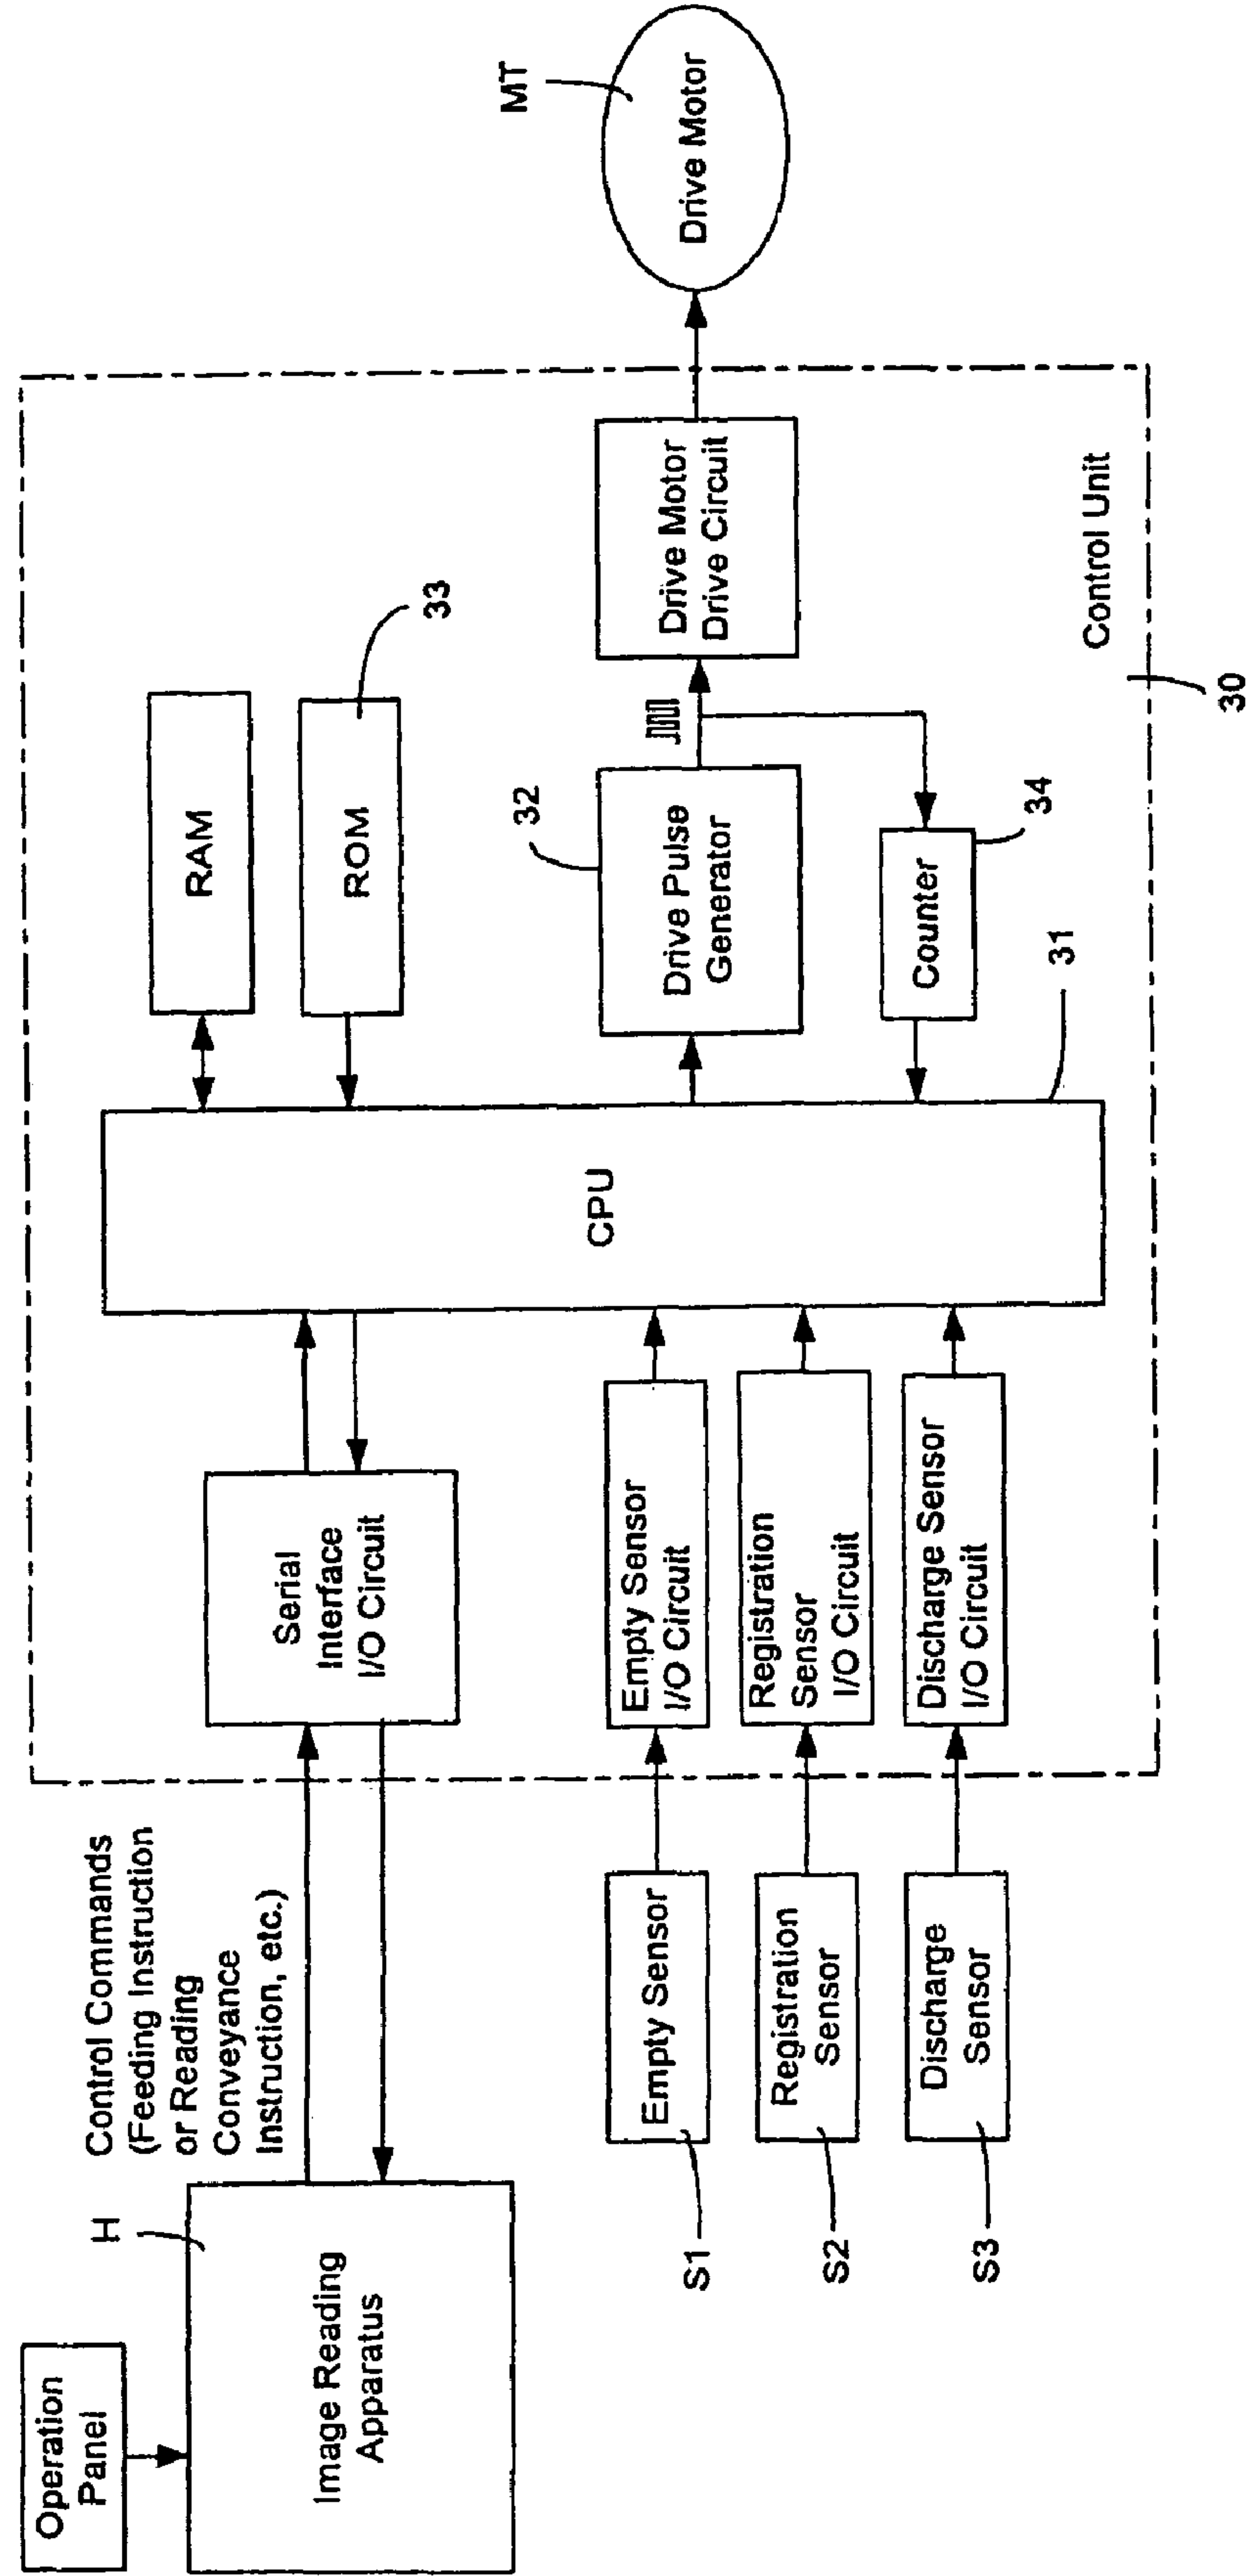 Operation
Panel
H
Image Reading
Apparatus
Control Commands
(Feeding Instruction
or Reading
Conveyance
Instruction, etc.)
Serial
Interface
I/O Circuit
S1
Empty Sensor
Empty Sensor
I/O Circuit
S2
Registration
Sensor
Registration
Sensor
I/O Circuit
S3
Discharge
Sensor
Discharge Sensor
I/O Circuit
CPU
31
RAM
ROM
33
32
Drive Pulse
Generator
Counter
34
Drive Motor
Drive Circuit
Control Unit
30
MT
Drive Motor